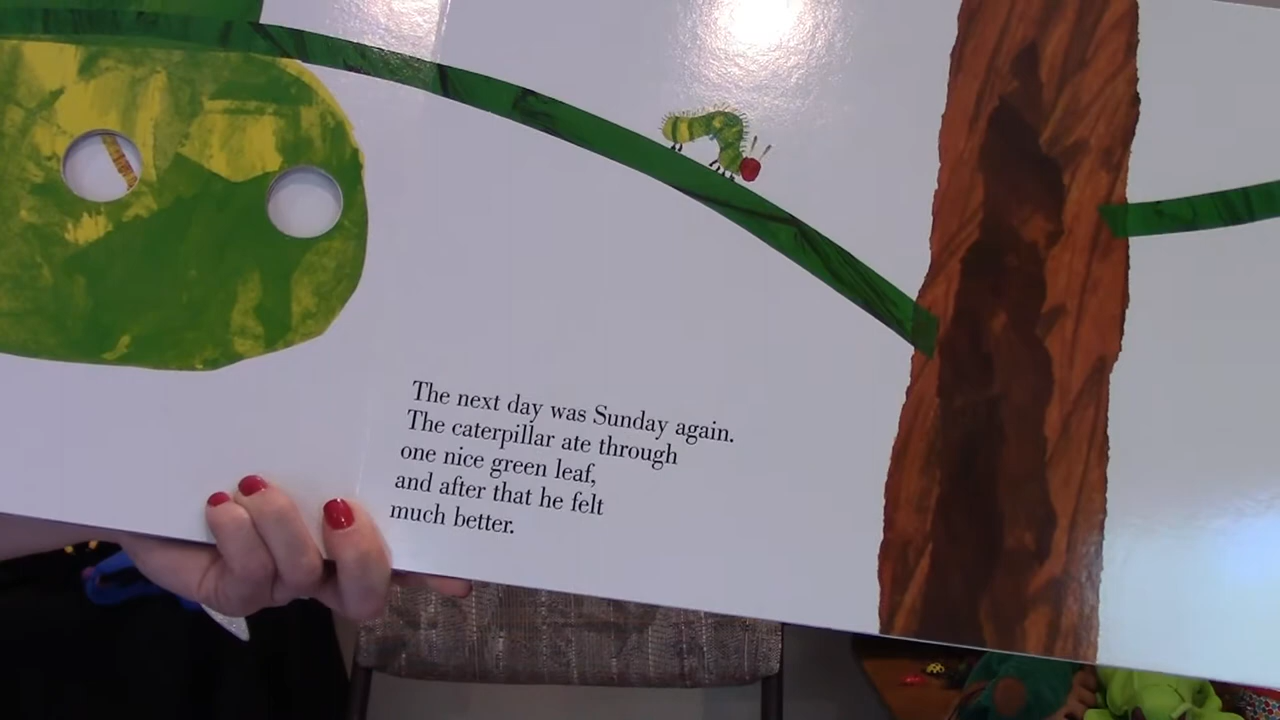 The next day was Sunday again.
The caterpillar ate through
one nice green leaf,
and after that he felt
much better.